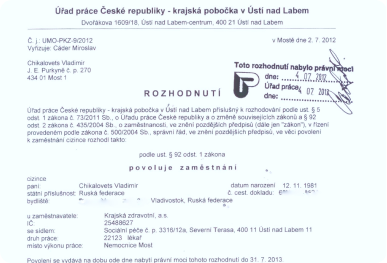 Úřad práce České republiky - krajská pobočka v Ústí nad Labem
Dvořákova 1609/18, Ústí nad Labem-centrum, 400 21 Ústí nad Labem
Č. j.: UMO-PKZ-9/2012
Vyřizuje: Cáder Miroslav
v Mostě dne 2. 7. 2012
Chikalovets Vladimir
J. E. Purkyně č. p. 270
434 01 Most 1
Toto rozhodnutí nabylo právní moci
dne: 4 07 2012
Úřad práce
dne: 4 07 2012
ROZHODNUTÍ
Úřad práce České republiky - krajská pobočka v Ústí nad Labem příslušný k rozhodování podle ust. § 5
odst. 2 zákona č. 73/2011 Sb., o Úřadu práce České republiky a o změně souvisejících zákonů a § 92
odst. 2 zákona č. 435/2004 Sb., o zaměstnanosti, ve znění pozdějších předpisů (dále jen "zákon"), v řízení
provedeném podle zákona č. 500/2004 Sb., správní řád, ve znění pozdějších předpisů, ve věci povolení
k zaměstnání cizince rozhodl takto:
podle ust. § 92 odst. 1 zákona
povoluje zaměstnání
cizince
paní: Chikalovets Vladimir datum narození 12. 11. 1981
státní příslušnost: Ruská federace č. cest. dokladu:
bydliště Vladivostok, Ruská federace
u zaměstnavatele: Krajská zdravotní, a.s.
IČ 25488627
se sídlem: Sociální péče č. p. 3316/12a, Severní Terasa, 400 11 Ústí nad Labem 11
druh práce: 22123 lékař
místo výkonu práce: Nemocnice Most
Povolení se vydává na dobu ode dne nabytí právní moci tohoto rozhodnutí do 31. 7. 2013